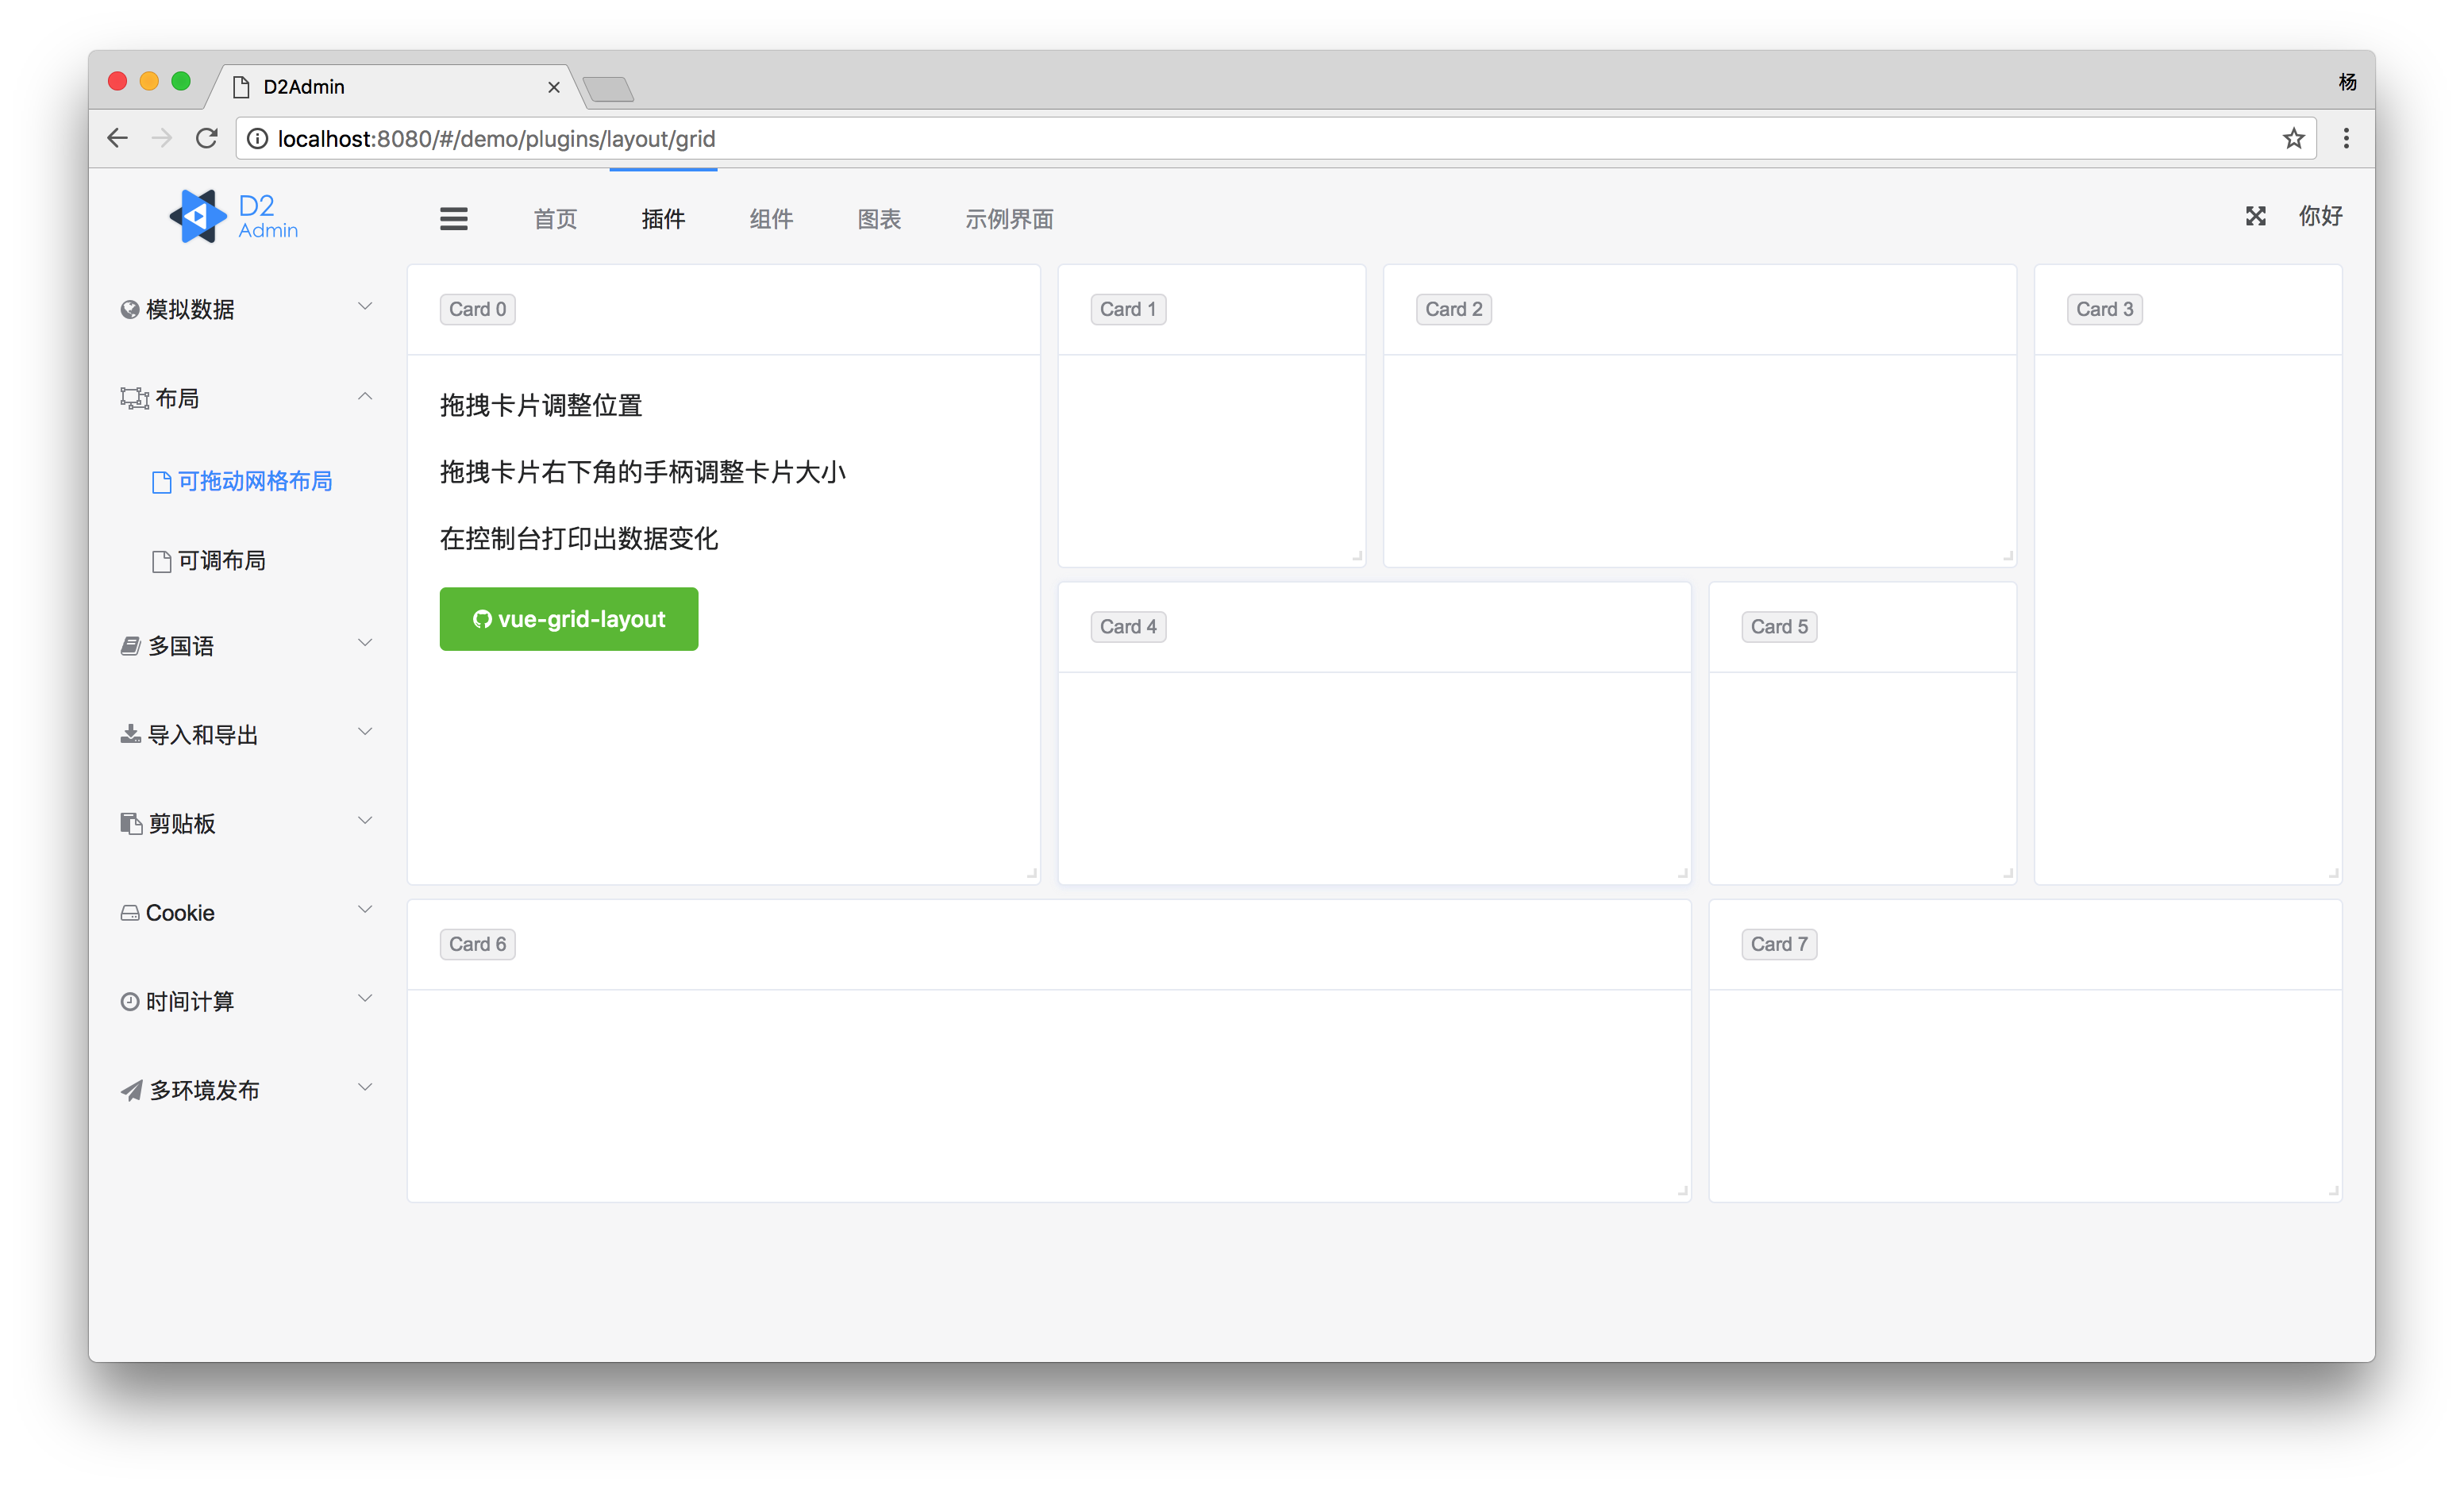 D2Admin
杨
localhost:8080/#/demo/plugins/layout/grid
D2
Admin
首页
插件
组件
图表
示例界面
你好
模拟数据
布局
可拖动网格布局
可调布局
多国语
导入和导出
剪贴板
Cookie
时间计算
多环境发布
Card 0
拖拽卡片调整位置
拖拽卡片右下角的手柄调整卡片大小
在控制台打印出数据变化
vue-grid-layout
Card 1
Card 2
Card 3
Card 4
Card 5
Card 6
Card 7